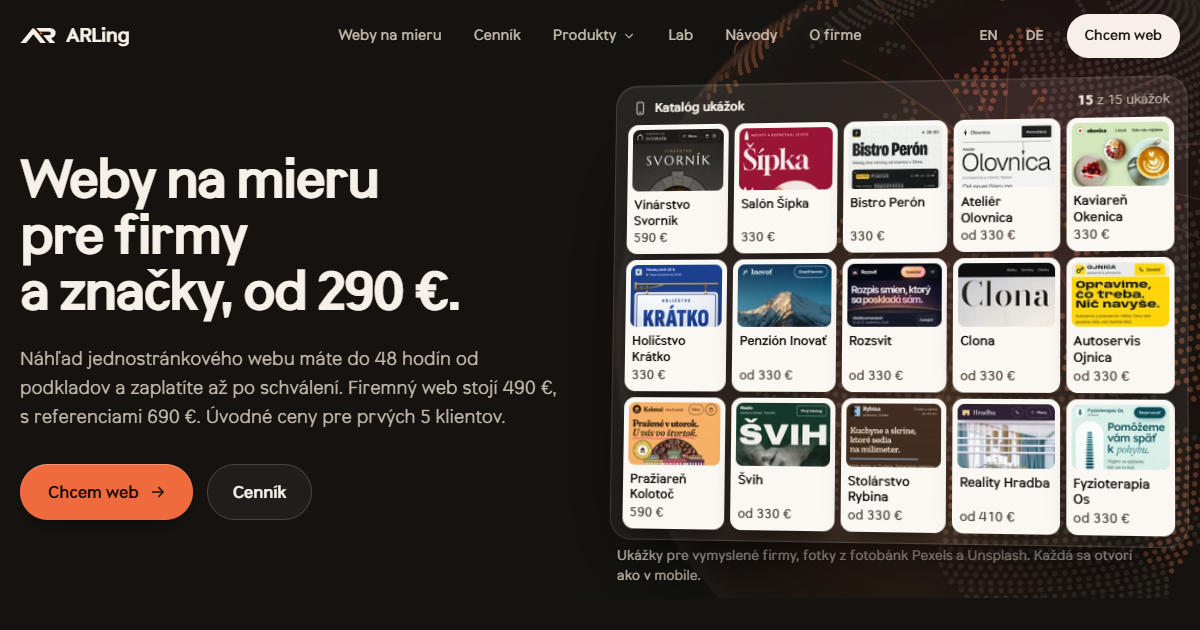 ARLing
Weby na mieru
Cenník
Produkty
Lab
Návody
O firme
EN
DE
Chcem web
Weby na mieru
pre firmy
a značky, od 290 €.
Náhľad jednostránkového webu máte do 48 hodín od
podkladov a zaplatíte až po schválení. Firemný web stojí 490 €,
s referenciami 690 €. Úvodné ceny pre prvých 5 klientov.
Chcem web →
Cenník
Katalóg ukážok
15 z 15 ukážok
SVORNÍK
Vinárstvo
Svorník
590 €
Šípka
Salón Šípka
330 €
Bistro Perón
Bistro Perón
330 €
Olovnica
Olovnica
Ateliér
Olovnica
od 330 €
okenica
Kaviareň
Okenica
330 €
HOLIČSTVO
KRÁTKO
Holičstvo
Krátko
330 €
Inovať
Penzión Inovať
od 330 €
Rozsvit
Rozpis smien, ktorý
sa poskladá sám.
Rozsvit
od 330 €
Clona
Clona
od 330 €
OJNICA
Opravíme,
čo treba.
Nič navyše.
Autoservis
Ojnica
od 330 €
Kolotoč
Pražené v utorok.
U vás vo štvrtok.
Pražiareň
Kolotoč
590 €
ŠVIH
Švih
od 330 €
Rybina
Kuchyne a skrine,
ktoré sedia
na milimeter.
Stolárstvo
Rybina
od 330 €
Hradba
Reality Hradba
od 410 €
Fyzioterapia Os
Pomôžeme
vám späť
k pohybu.
Fyzioterapia
Os
od 330 €
Ukážky pre vymyslené firmy, fotky z fotobánk Pexels a Unsplash. Každá sa otvorí
ako v mobile.